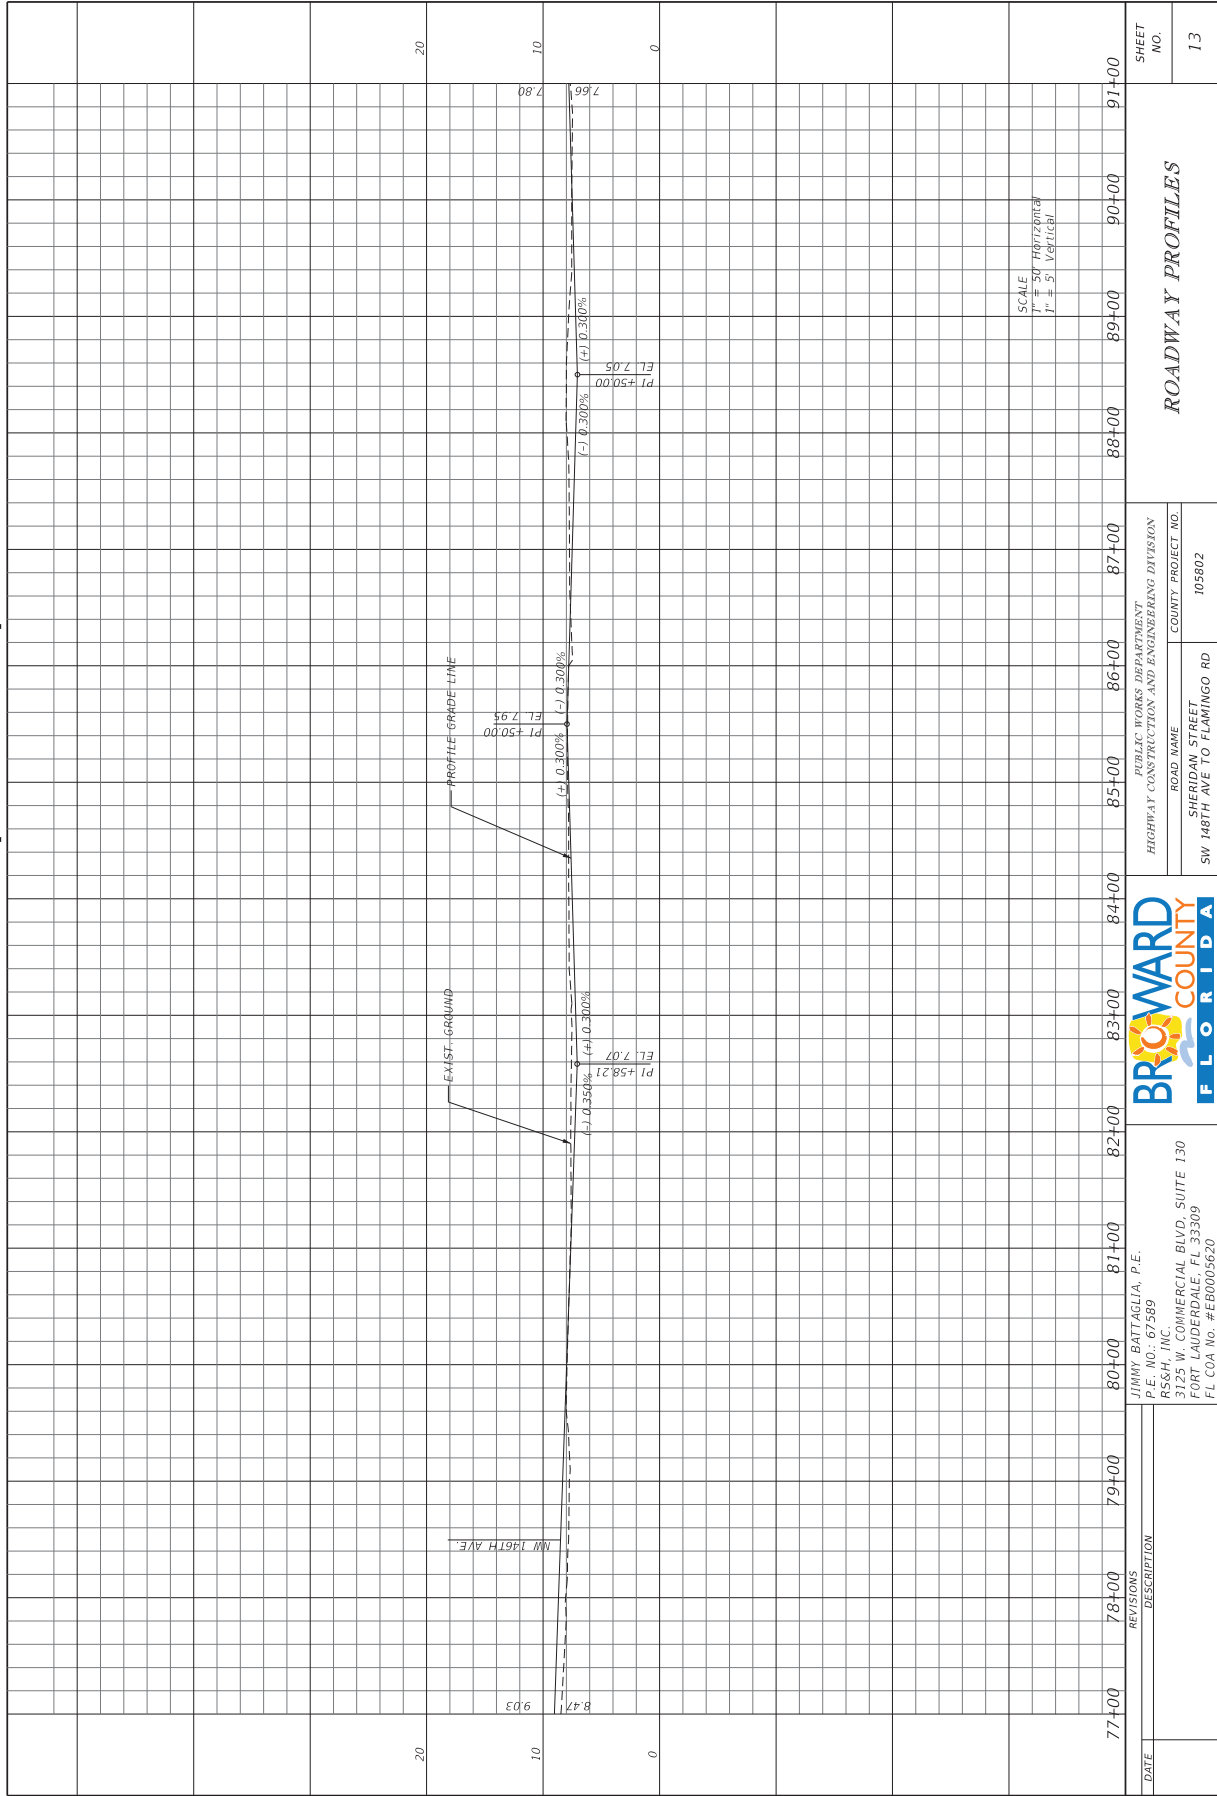 20
10
0
20
10
0
9.03
8.47
7.80
7.66
NW 146TH AVE.
EXIST. GROUND
PROFILE GRADE LINE
(-) 0.350%
PI +58.21
EL. 7.07
(+) 0.300%
(+) 0.300%
PI +50.00
EL. 7.95
(-) 0.300%
(-) 0.300%
PI +50.00
EL. 7.05
(+) 0.300%
SCALE
1" = 50' Horizontal
1" = 5' Vertical
77+00
78+00
79+00
80+00
81+00
82+00
83+00
84+00
85+00
86+00
87+00
88+00
89+00
90+00
91+00
REVISIONS
DATE
DESCRIPTION
JIMMY BATTAGLIA, P.E.
P.E. NO.: 67589
RS&H, INC.
3125 W. COMMERCIAL BLVD, SUITE 130
FORT LAUDERDALE, FL 33309
FL COA No. #EB0005620
BROWARD
COUNTY
FLORIDA
PUBLIC WORKS DEPARTMENT
HIGHWAY CONSTRUCTION AND ENGINEERING DIVISION
ROAD NAME
COUNTY PROJECT NO.
SHERIDAN STREET
SW 148TH AVE TO FLAMINGO RD
105802
ROADWAY PROFILES
SHEET
NO.
13